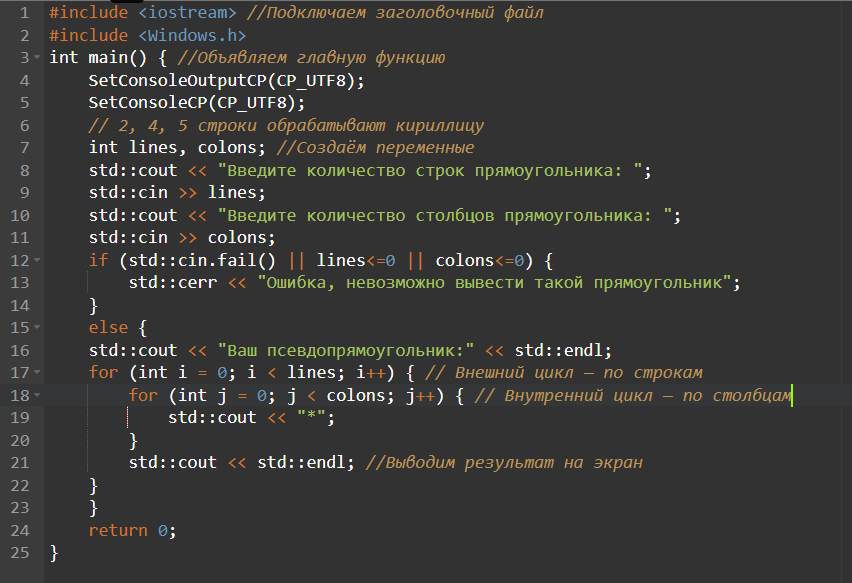 1 #include <iostream> //Подключаем заголовочный файл
2 #include <Windows.h>
3 int main() { //Объявляем главную функцию
4     SetConsoleOutputCP(CP_UTF8);
5     SetConsoleCP(CP_UTF8);
6     // 2, 4, 5 строки обрабатывают кириллицу
7     int lines, colons; //Создаём переменные
8     std::cout << "Введите количество строк прямоугольника: ";
9     std::cin >> lines;
10     std::cout << "Введите количество столбцов прямоугольника: ";
11     std::cin >> colons;
12     if (std::cin.fail() || lines<=0 || colons<=0) {
13         std::cerr << "Ошибка, невозможно вывести такой прямоугольник";
14     }
15     else {
16     std::cout << "Ваш псевдопрямоугольник:" << std::endl;
17     for (int i = 0; i < lines; i++) { // Внешний цикл — по строкам
18         for (int j = 0; j < colons; j++) { // Внутренний цикл — по столбцам
19             std::cout << "*";
20         }
21         std::cout << std::endl; //Выводим результат на экран
22     }
23     }
24     return 0;
25 }